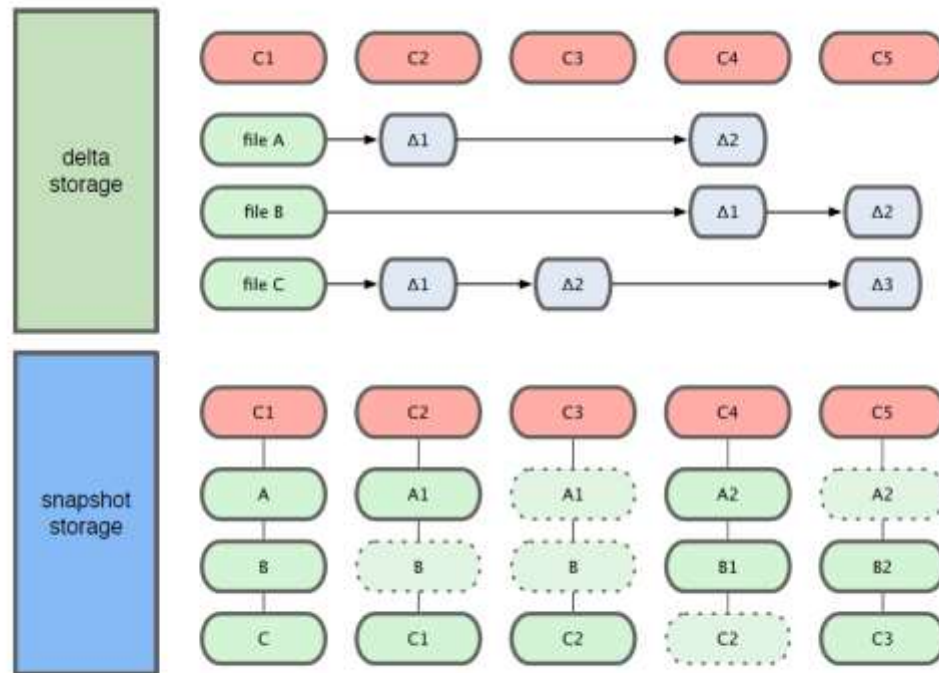 delta
storage
C1 C2 C3 C4 C5
file A Δ1 Δ2
file B Δ1 Δ2
file C Δ1 Δ2 Δ3
snapshot
storage
C1 C2 C3 C4 C5
A A1 A1 A2 A2
B B B B1 B2
C C1 C2 C2 C3